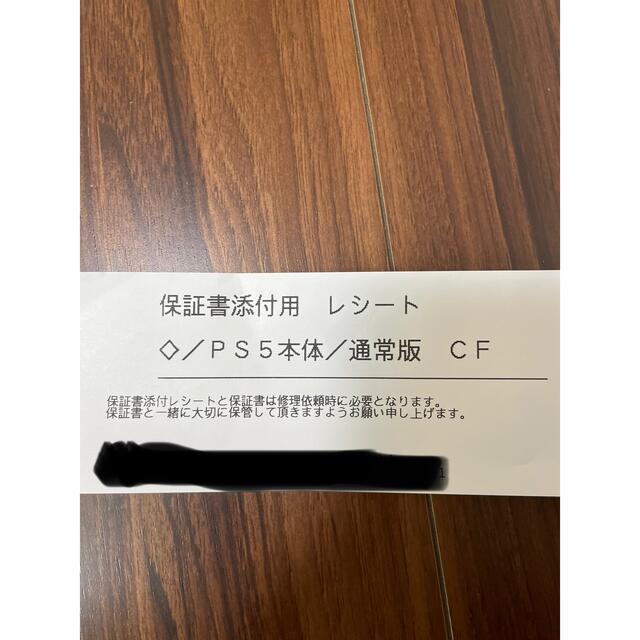 保証書添付用　レシート
◇／ＰＳ５本体／通常版　ＣＦ
保証書添付レシートと保証書は修理依頼時に必要となります。
保証書と一緒に大切に保管して頂きますようお願い申し上げます。
1